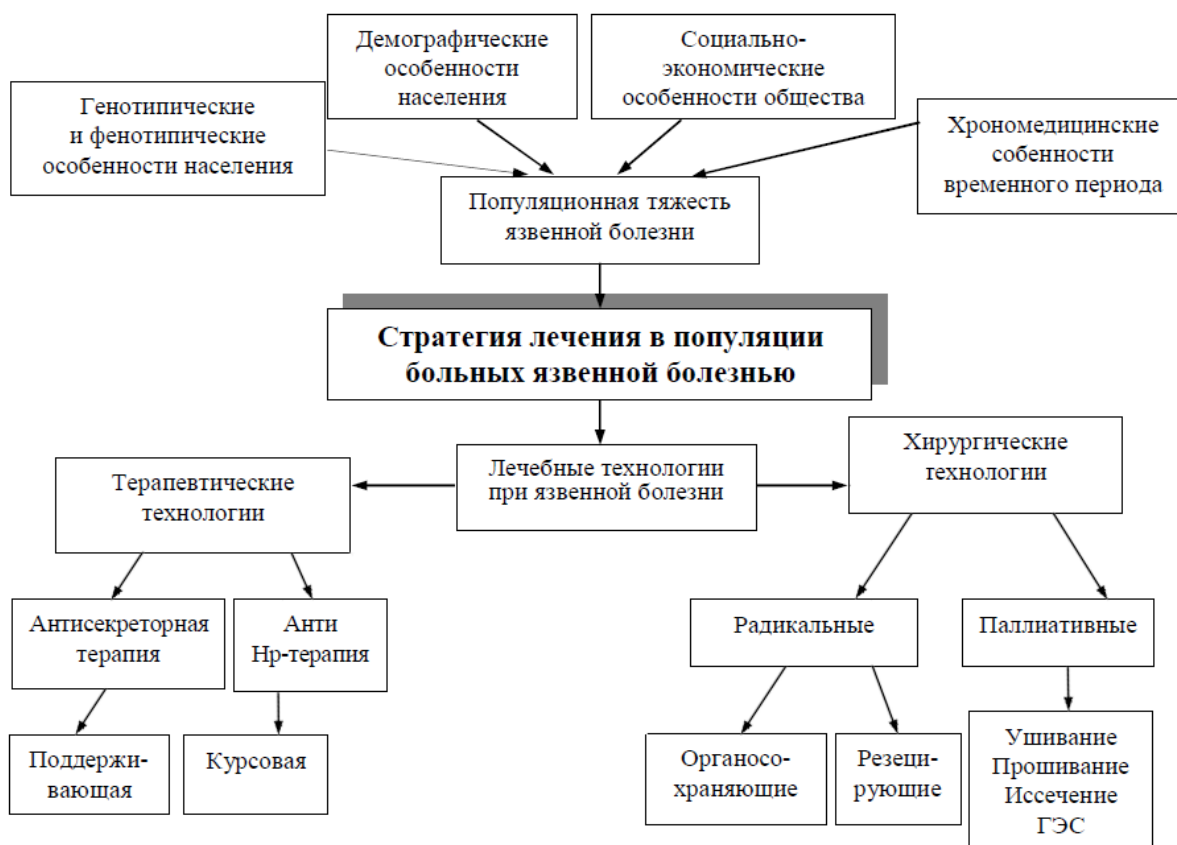 Демографические
особенности
населения
Социально-
экономические
особенности общества
Генотипические
и фенотипические
особенности населения
Хрономедицинские
собенности
временного периода
Популяционная тяжесть
язвенной болезни
Стратегия лечения в популяции
больных язвенной болезнью
Лечебные технологии
при язвенной болезни
Хирургические
технологии
Терапевтические
технологии
Антисекреторная
терапия
Анти
Нр-терапия
Радикальные
Паллиативные
Поддержи-
вающая
Курсовая
Органосо-
храняющие
Резеци-
рующие
Ушивание
Прошивание
Иссечение
ГЭС